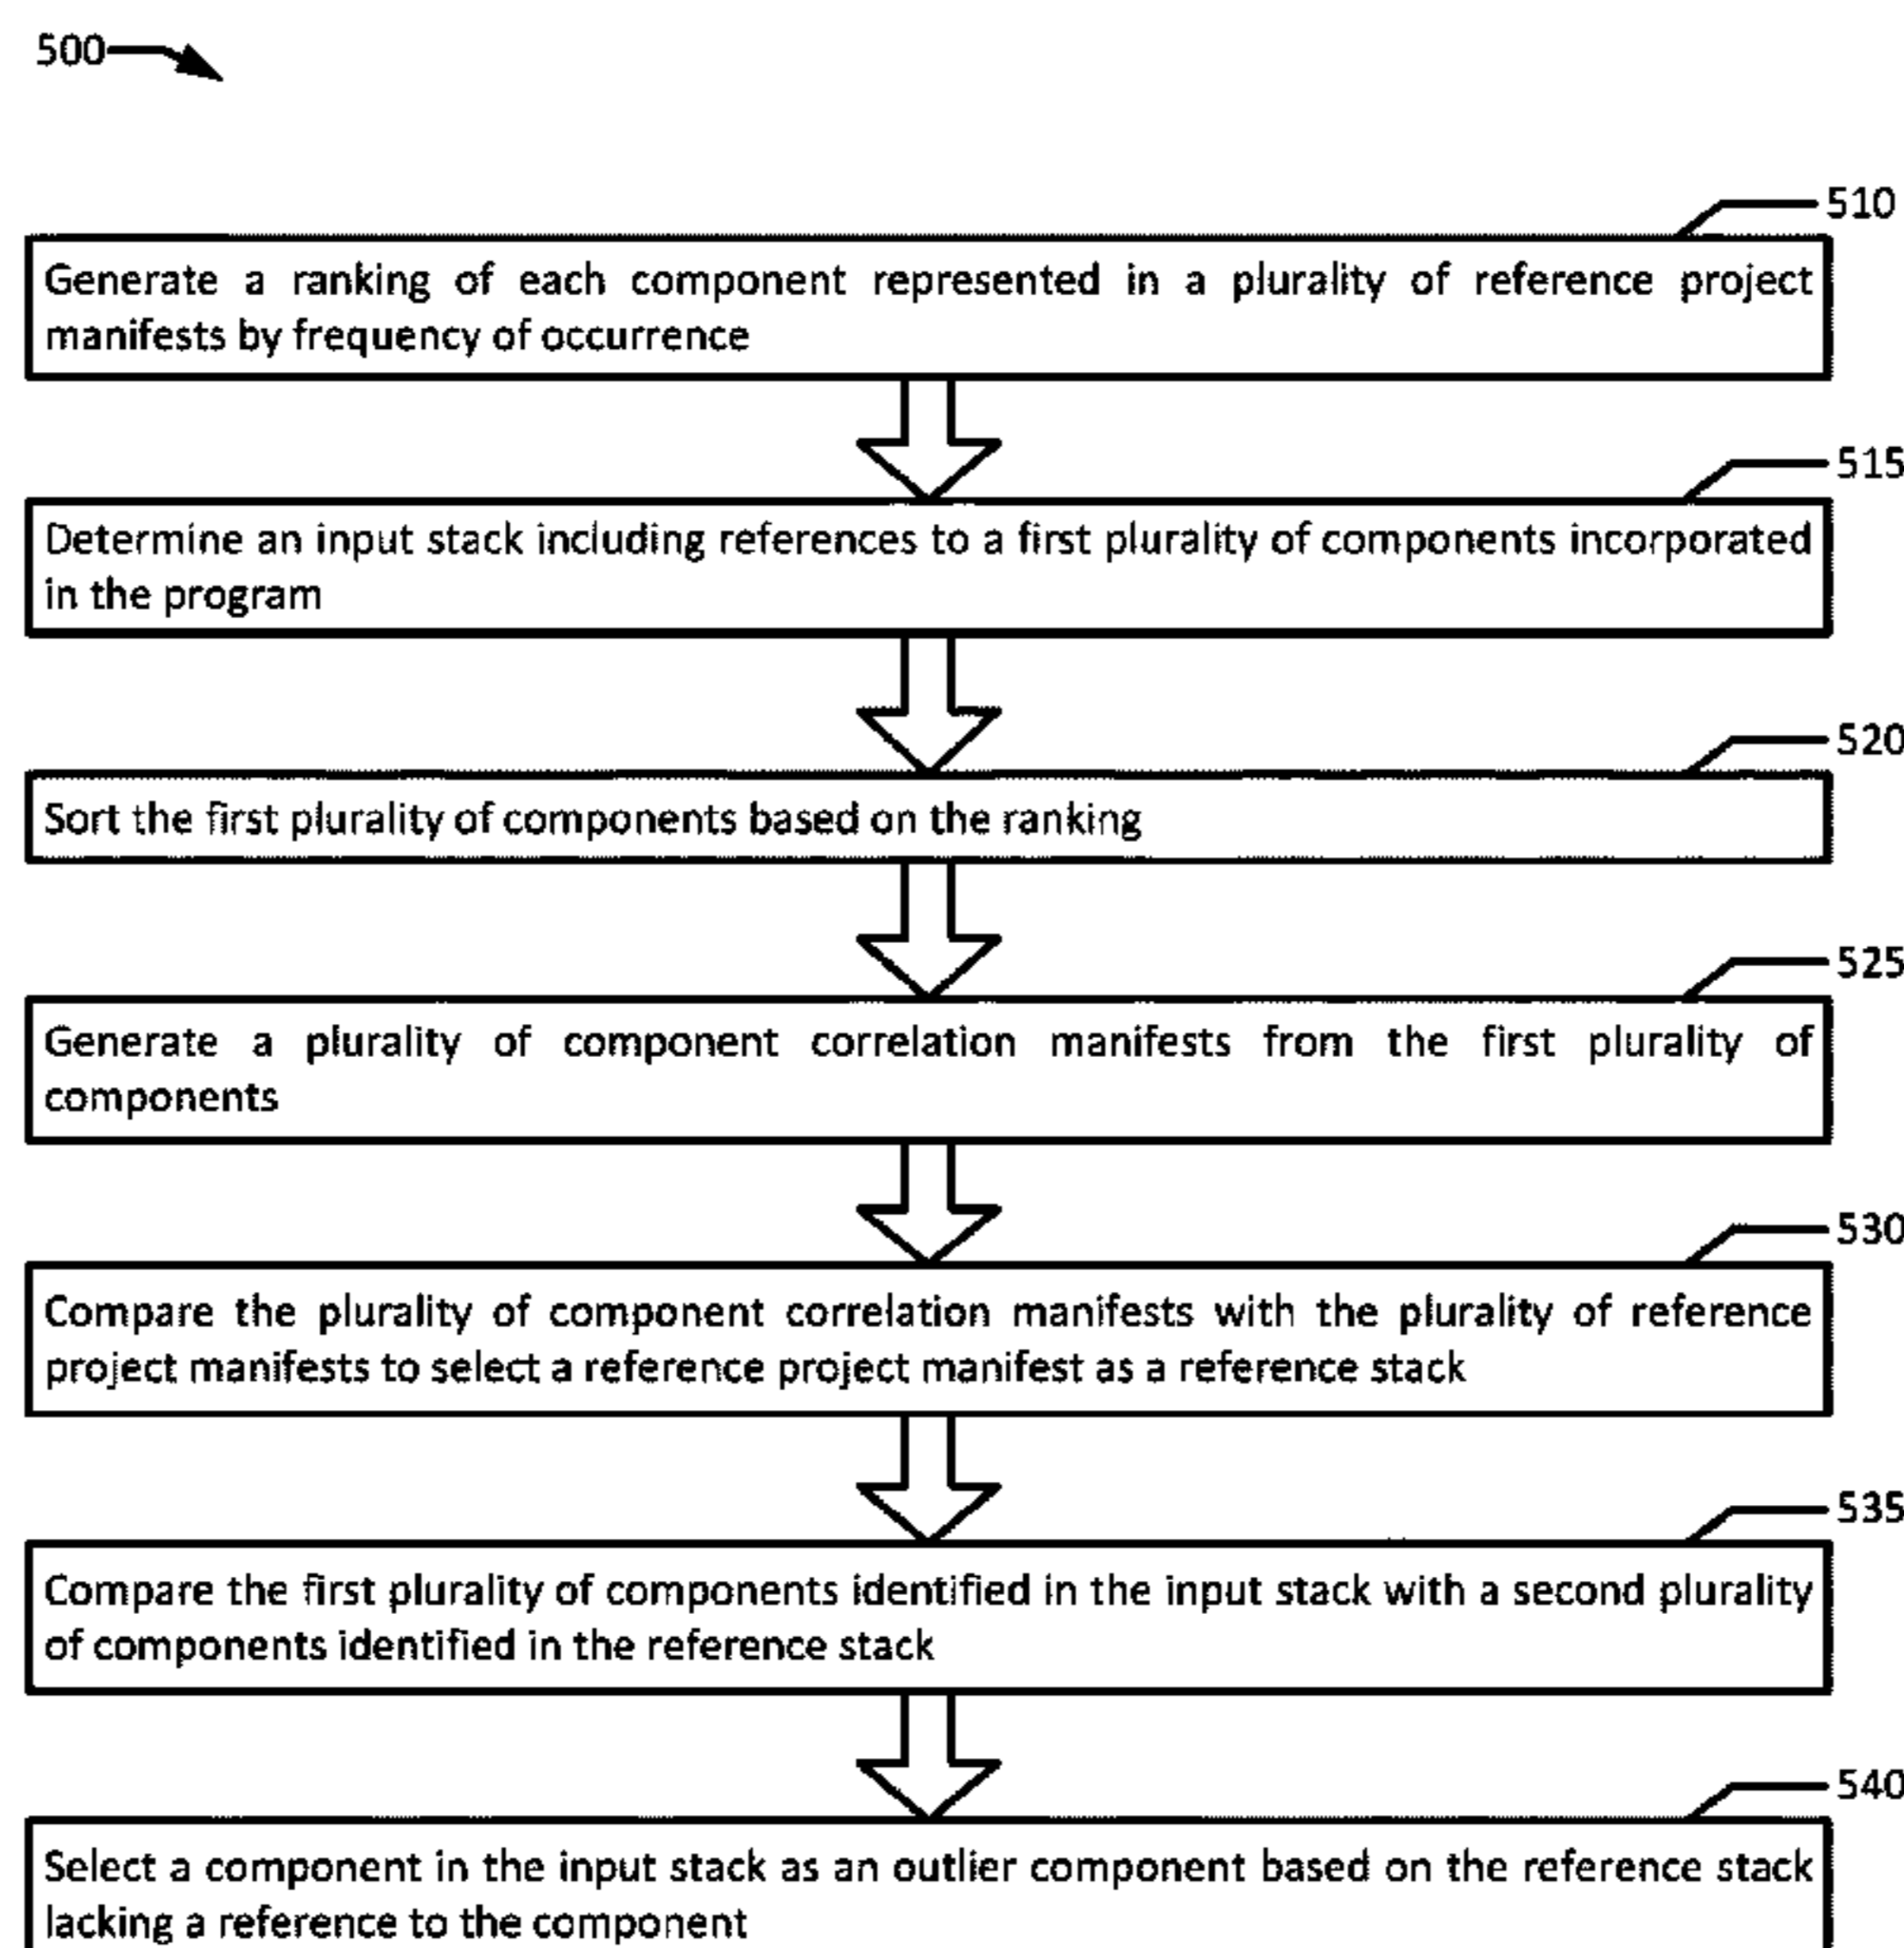 500
510
Generate a ranking of each component represented in a plurality of reference project
manifests by frequency of occurrence
515
Determine an input stack including references to a first plurality of components incorporated
in the program
520
Sort the first plurality of components based on the ranking
525
Generate a plurality of component correlation manifests from the first plurality of
components
530
Compare the plurality of component correlation manifests with the plurality of reference
project manifests to select a reference project manifest as a reference stack
535
Compare the first plurality of components identified in the input stack with a second plurality
of components identified in the reference stack
540
Select a component in the input stack as an outlier component based on the reference stack
lacking a reference to the component